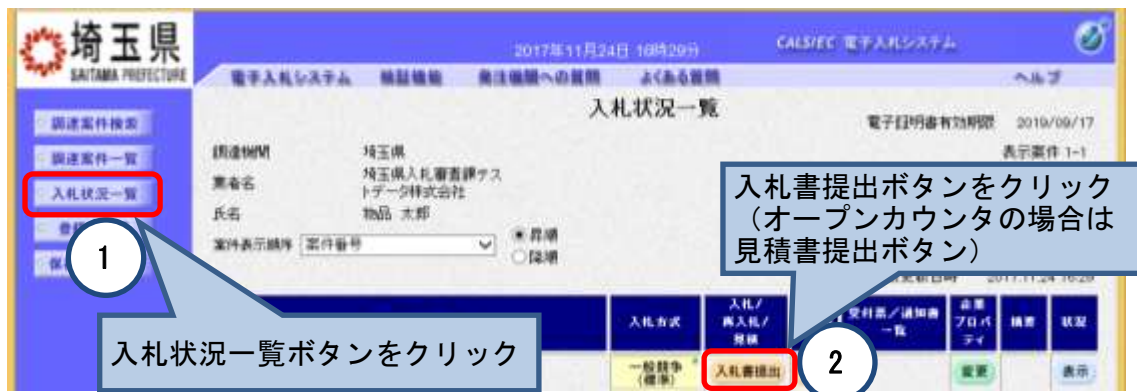 埼玉県
SAITAMA PREFECTURE
2017年11月24日 16時29分
CALS/EC 電子入札システム
電子入札システム 検証機能 発注機関への質問 よくある質問 ヘルプ
入札状況一覧
電子証明書有効期限 2019/09/17
表示案件 1-1
調達案件検索
調達案件一覧
入札状況一覧
調達機関 埼玉県
業者名 埼玉県入札審査課テス
トデータ株式会社
氏名 物品 太郎
案件表示順序 案件番号
昇順
降順
入札書提出ボタンをクリック
(オープンカウンタの場合は
見積書提出ボタン)
1
2017.11.24 16:29
入札状況一覧ボタンをクリック
入札方式
入札/
再入札/
見積
受付票/通知書
一覧
企業
プロパ
ティ
摘要
状況
一般競争
(標準)
入札書提出
2
変更
表示